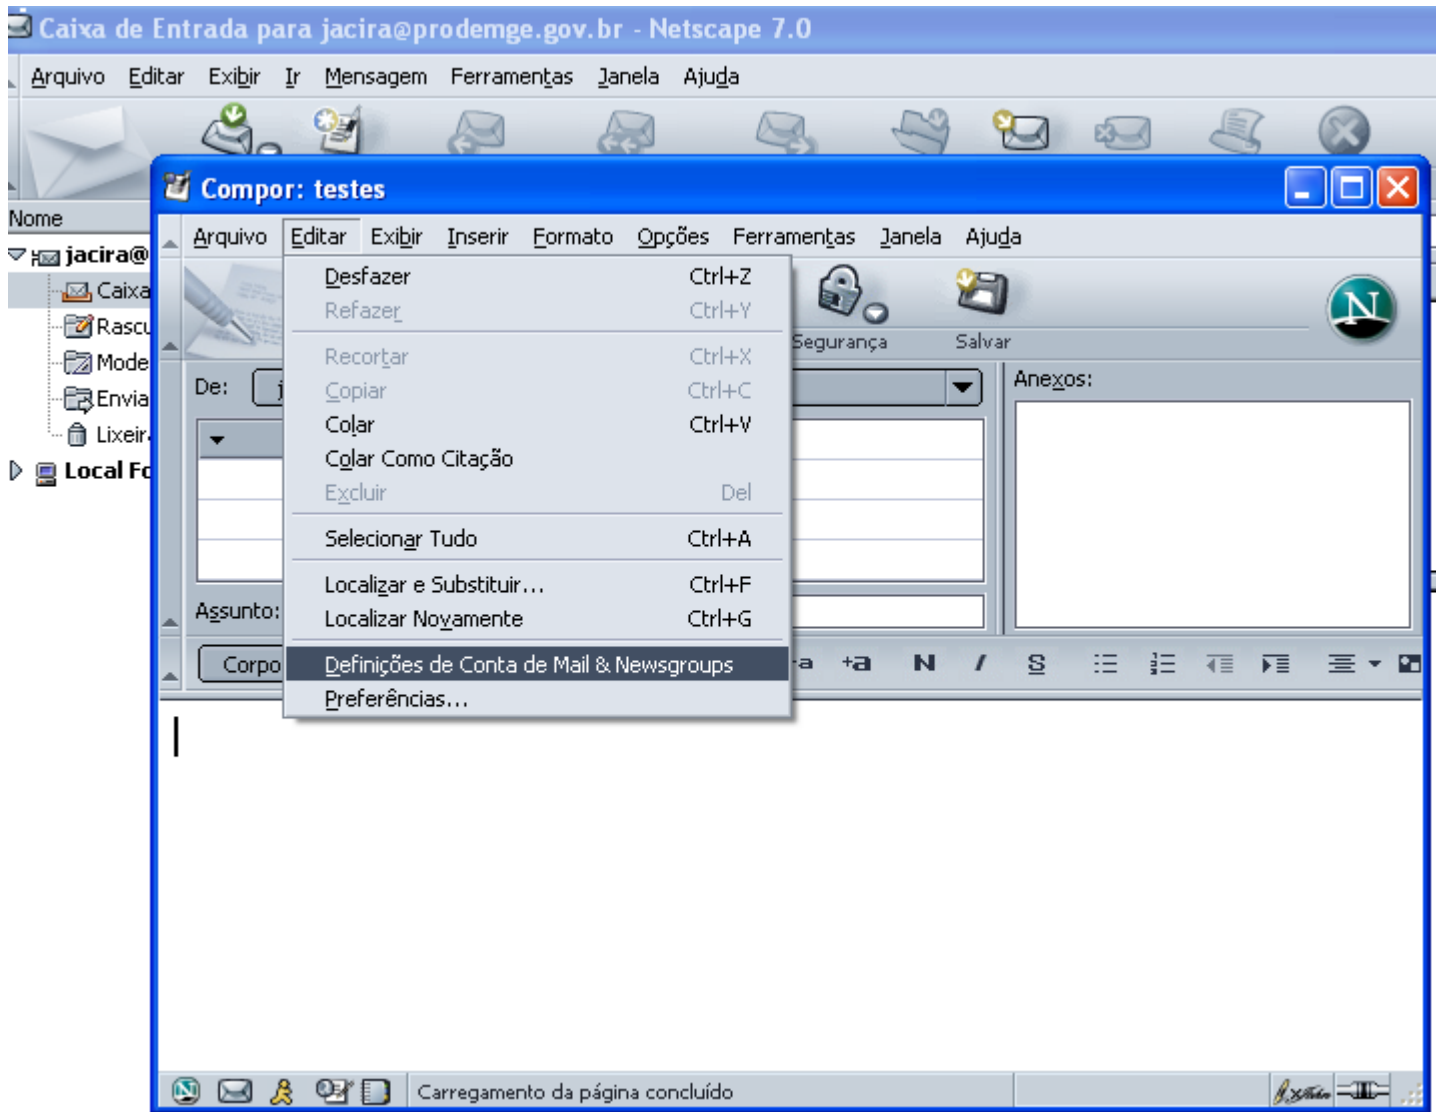 Caixa de Entrada para jacira@prodemge.gov.br - Netscape 7.0
Arquivo Editar Exibir Ir Mensagem Ferramentas Janela Ajuda
Compor: testes
Nome
Arquivo Editar Exibir Inserir Formato Opções Ferramentas Janela Ajuda
jacira@
Caixa
Rascu
Mode
Envia
Lixeir
Local Fo
Desfazer Ctrl+Z
Refazer Ctrl+Y
Recortar Ctrl+X
Copiar Ctrl+C
Colar Ctrl+V
Colar Como Citação
Excluir Del
Selecionar Tudo Ctrl+A
Localizar e Substituir... Ctrl+F
Localizar Novamente Ctrl+G
Definições de Conta de Mail & Newsgroups
Preferências...
Segurança Salvar
N
De: j
Anexos:
Assunto:
Corpo -a +a N I S
Carregamento da página concluído